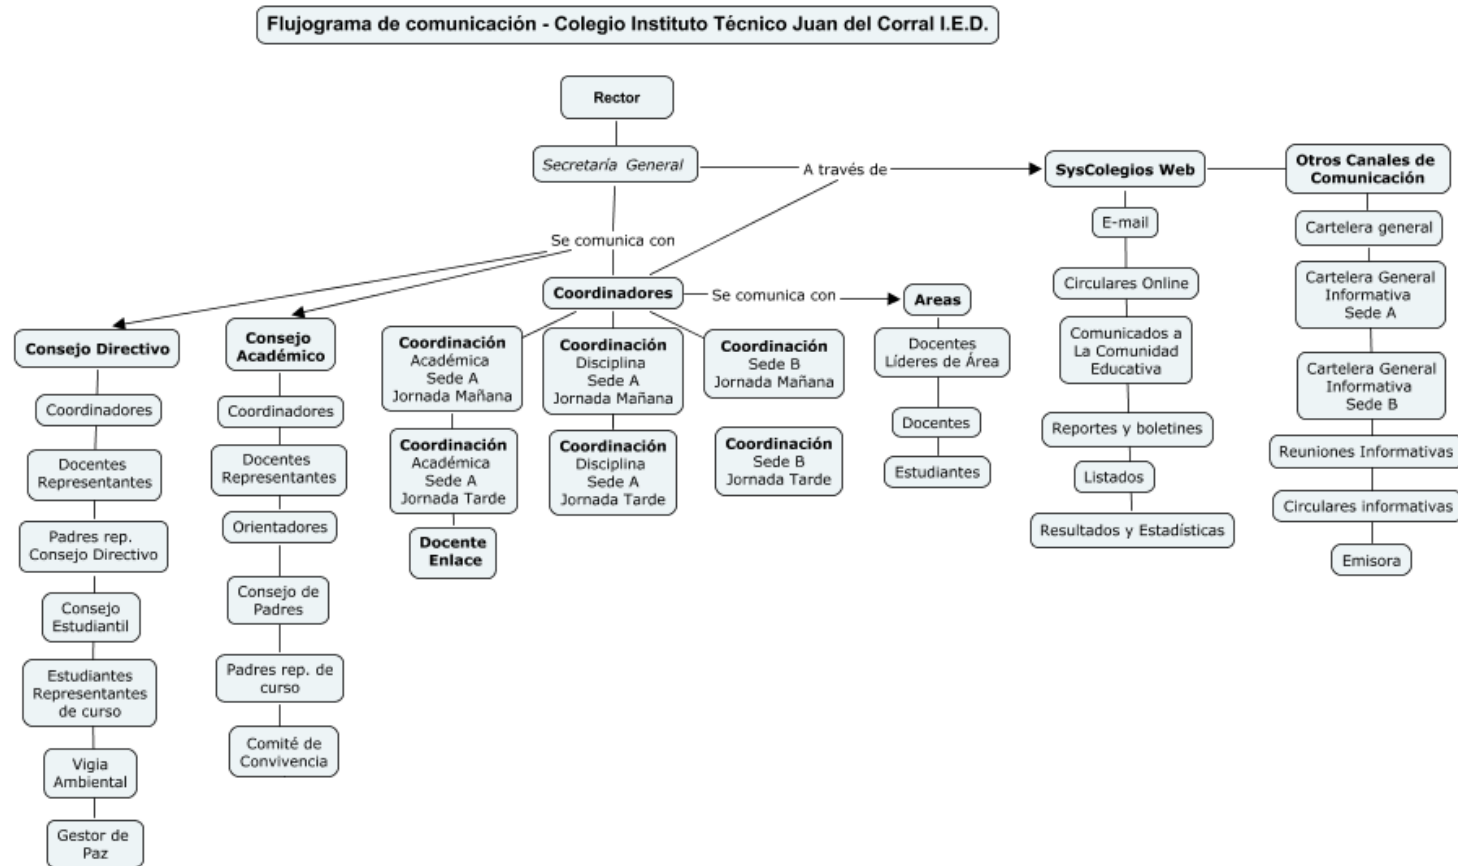 Flujograma de comunicación - Colegio Instituto Técnico Juan del Corral I.E.D.
Rector
Secretaría General
A través de
SysColegios Web
Otros Canales de
Comunicación
Se comunica con
Coordinadores
Se comunica con
Areas
Consejo Directivo
Coordinadores
Docentes
Representantes
Padres rep.
Consejo Directivo
Consejo
Estudiantil
Estudiantes
Representantes
de curso
Vigia
Ambiental
Gestor de
Paz
Consejo
Académico
Coordinadores
Docentes
Representantes
Orientadores
Consejo de
Padres
Padres rep. de
curso
Comité de
Convivencia
Coordinación
Académica
Sede A
Jornada Mañana
Coordinación
Académica
Sede A
Jornada Tarde
Docente
Enlace
Coordinación
Disciplina
Sede A
Jornada Mañana
Coordinación
Disciplina
Sede A
Jornada Tarde
Coordinación
Sede B
Jornada Mañana
Coordinación
Sede B
Jornada Tarde
Docentes
Líderes de Área
Docentes
Estudiantes
E-mail
Circulares Online
Comunicados a
La Comunidad
Educativa
Reportes y boletines
Listados
Resultados y Estadísticas
Cartelera general
Cartelera General
Informativa
Sede A
Cartelera General
Informativa
Sede B
Reuniones Informativas
Circulares informativas
Emisora